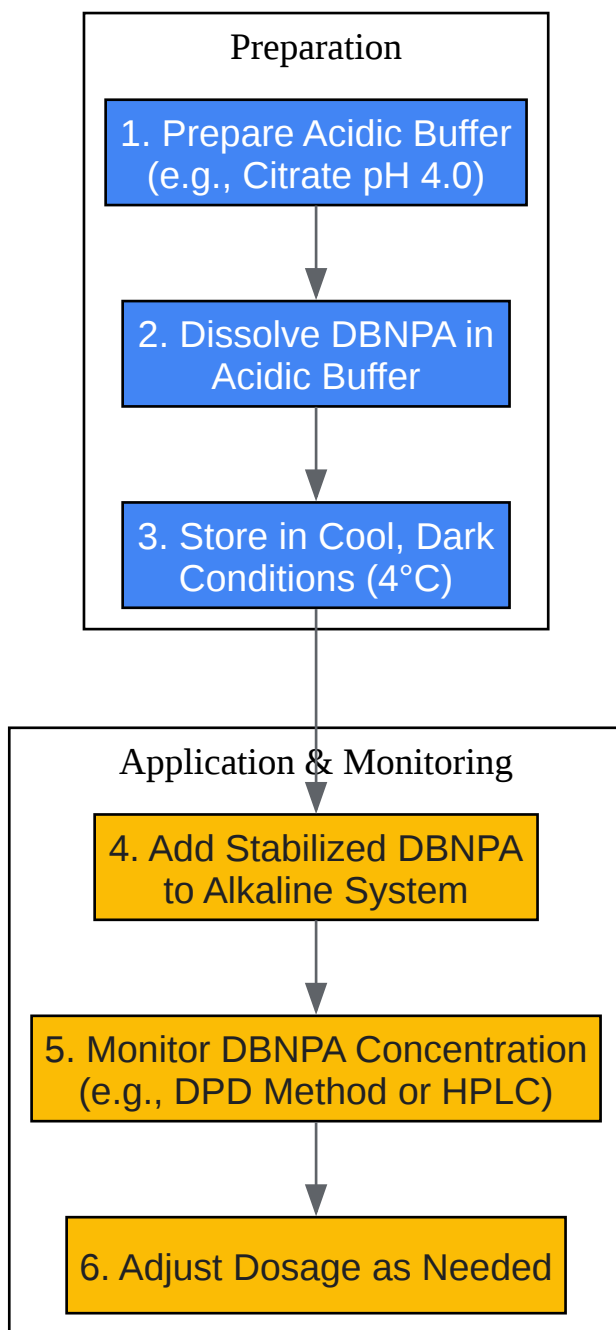 Preparation
1. Prepare Acidic Buffer
(e.g., Citrate pH 4.0)
2. Dissolve DBNPA in
Acidic Buffer
3. Store in Cool, Dark
Conditions (4°C)
Application & Monitoring
4. Add Stabilized DBNPA
to Alkaline System
5. Monitor DBNPA Concentration
(e.g., DPD Method or HPLC)
6. Adjust Dosage as Needed